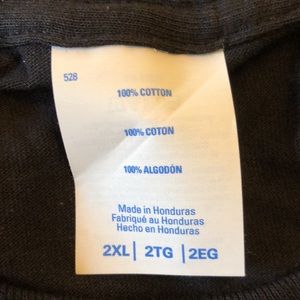 528
100% COTTON
100% COTON
100% ALGODÓN
Made in Honduras
Fabriqué au Honduras
Hecho en Honduras
2XL | 2TG | 2EG